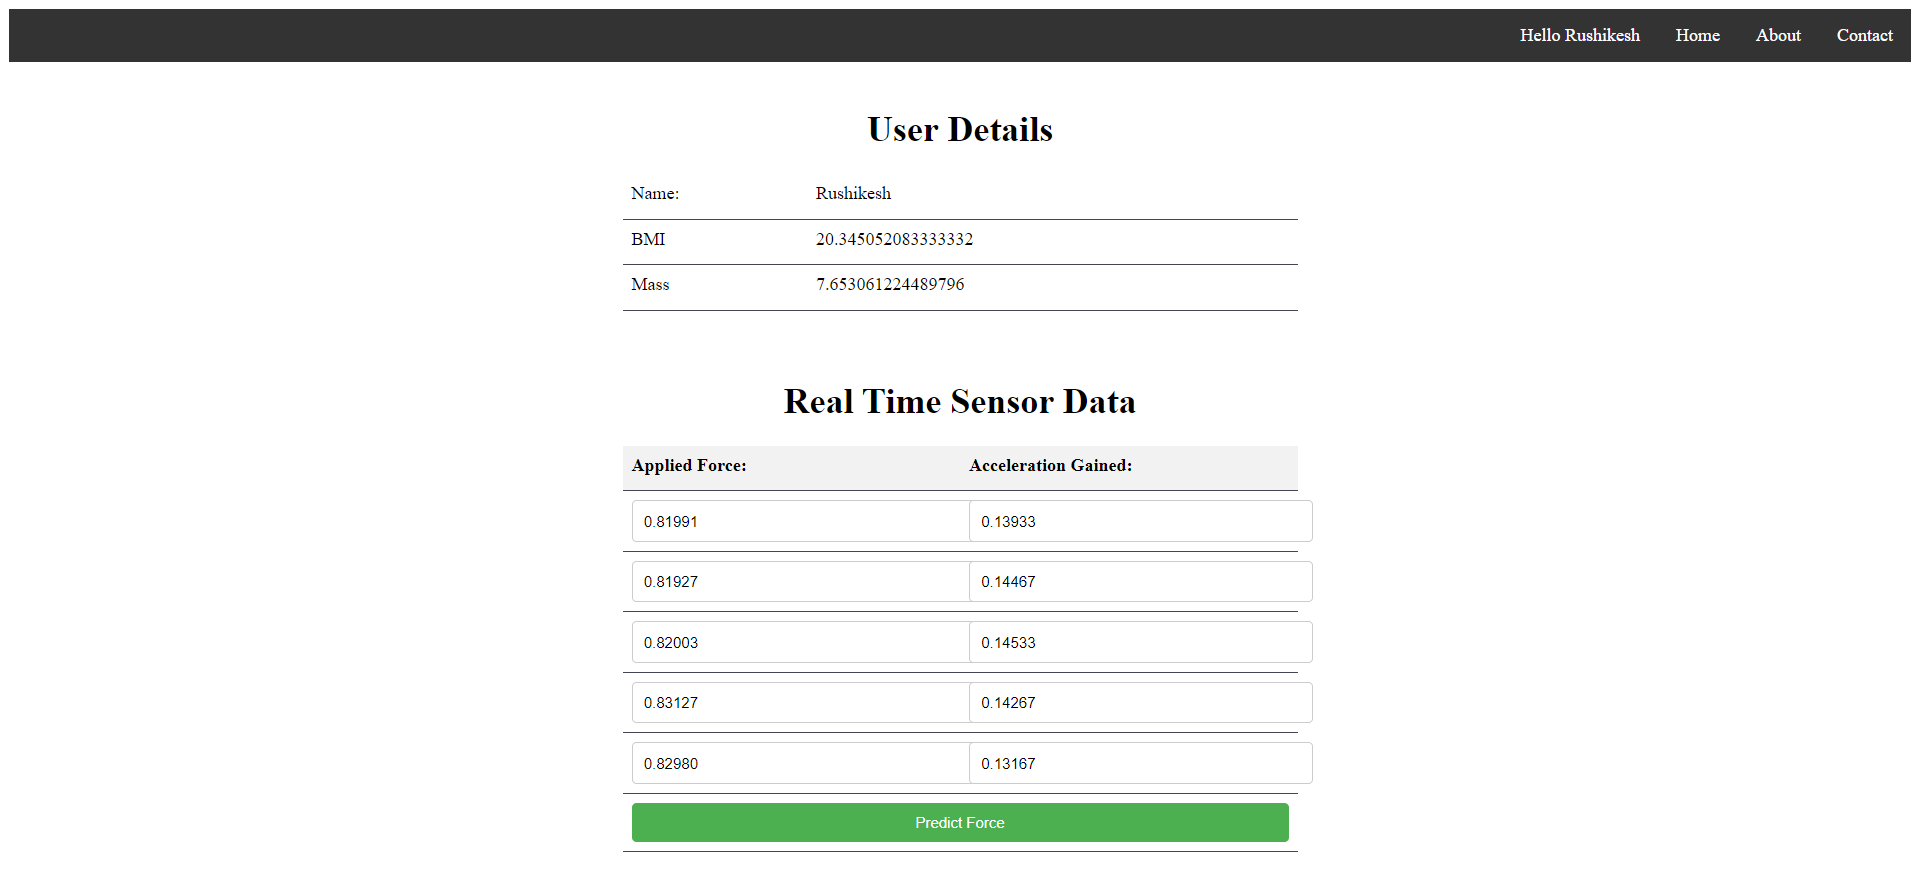 Hello Rushikesh Home About Contact
User Details
Name: Rushikesh
BMI 20.345052083333332
Mass 7.653061224489796
Real Time Sensor Data
Applied Force: Acceleration Gained:
0.81991 0.13933
0.81927 0.14467
0.82003 0.14533
0.83127 0.14267
0.82980 0.13167
Predict Force